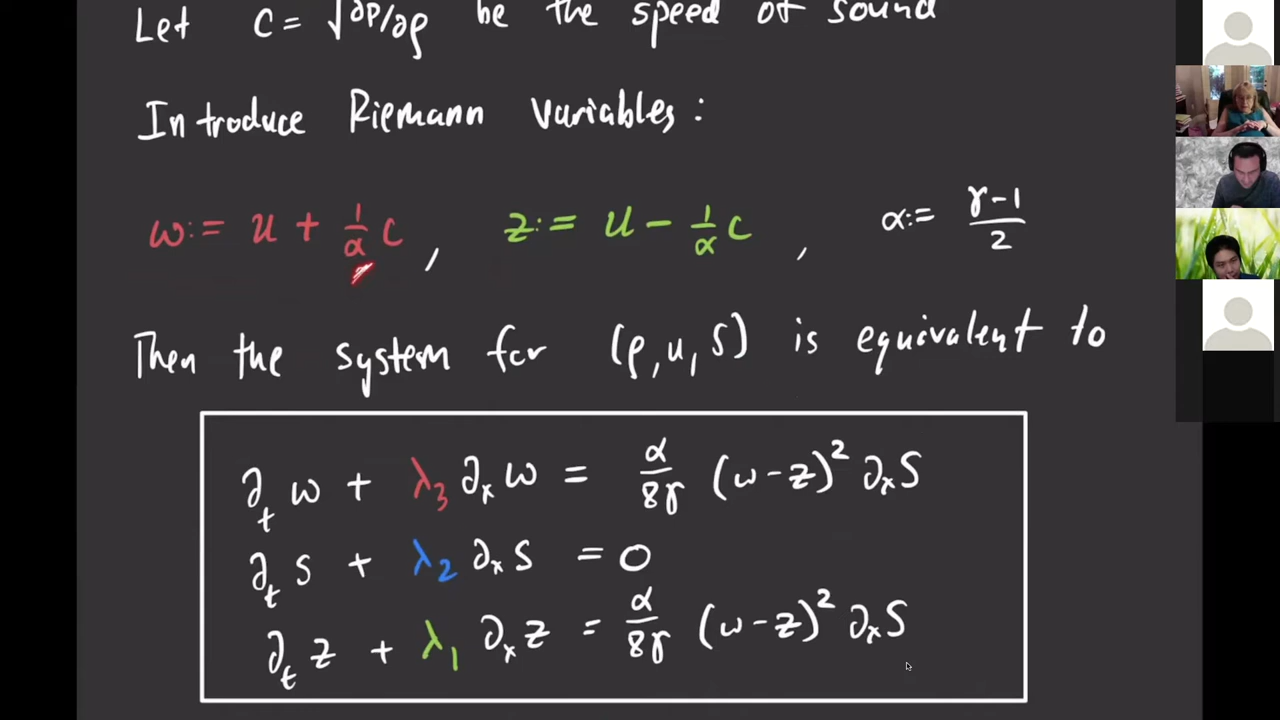 Let c = √∂p/∂ρ be the speed of sound
Introduce Riemann variables :
w := u + 1/α c , z := u − 1/α c , α := γ−1/2
Then the system for (ρ, u, S) is equivalent to
∂t w + λ3 ∂x w = α/8γ (w−z)² ∂x S
∂t S + λ2 ∂x S = 0
∂t z + λ1 ∂x z = α/8γ (w−z)² ∂x S